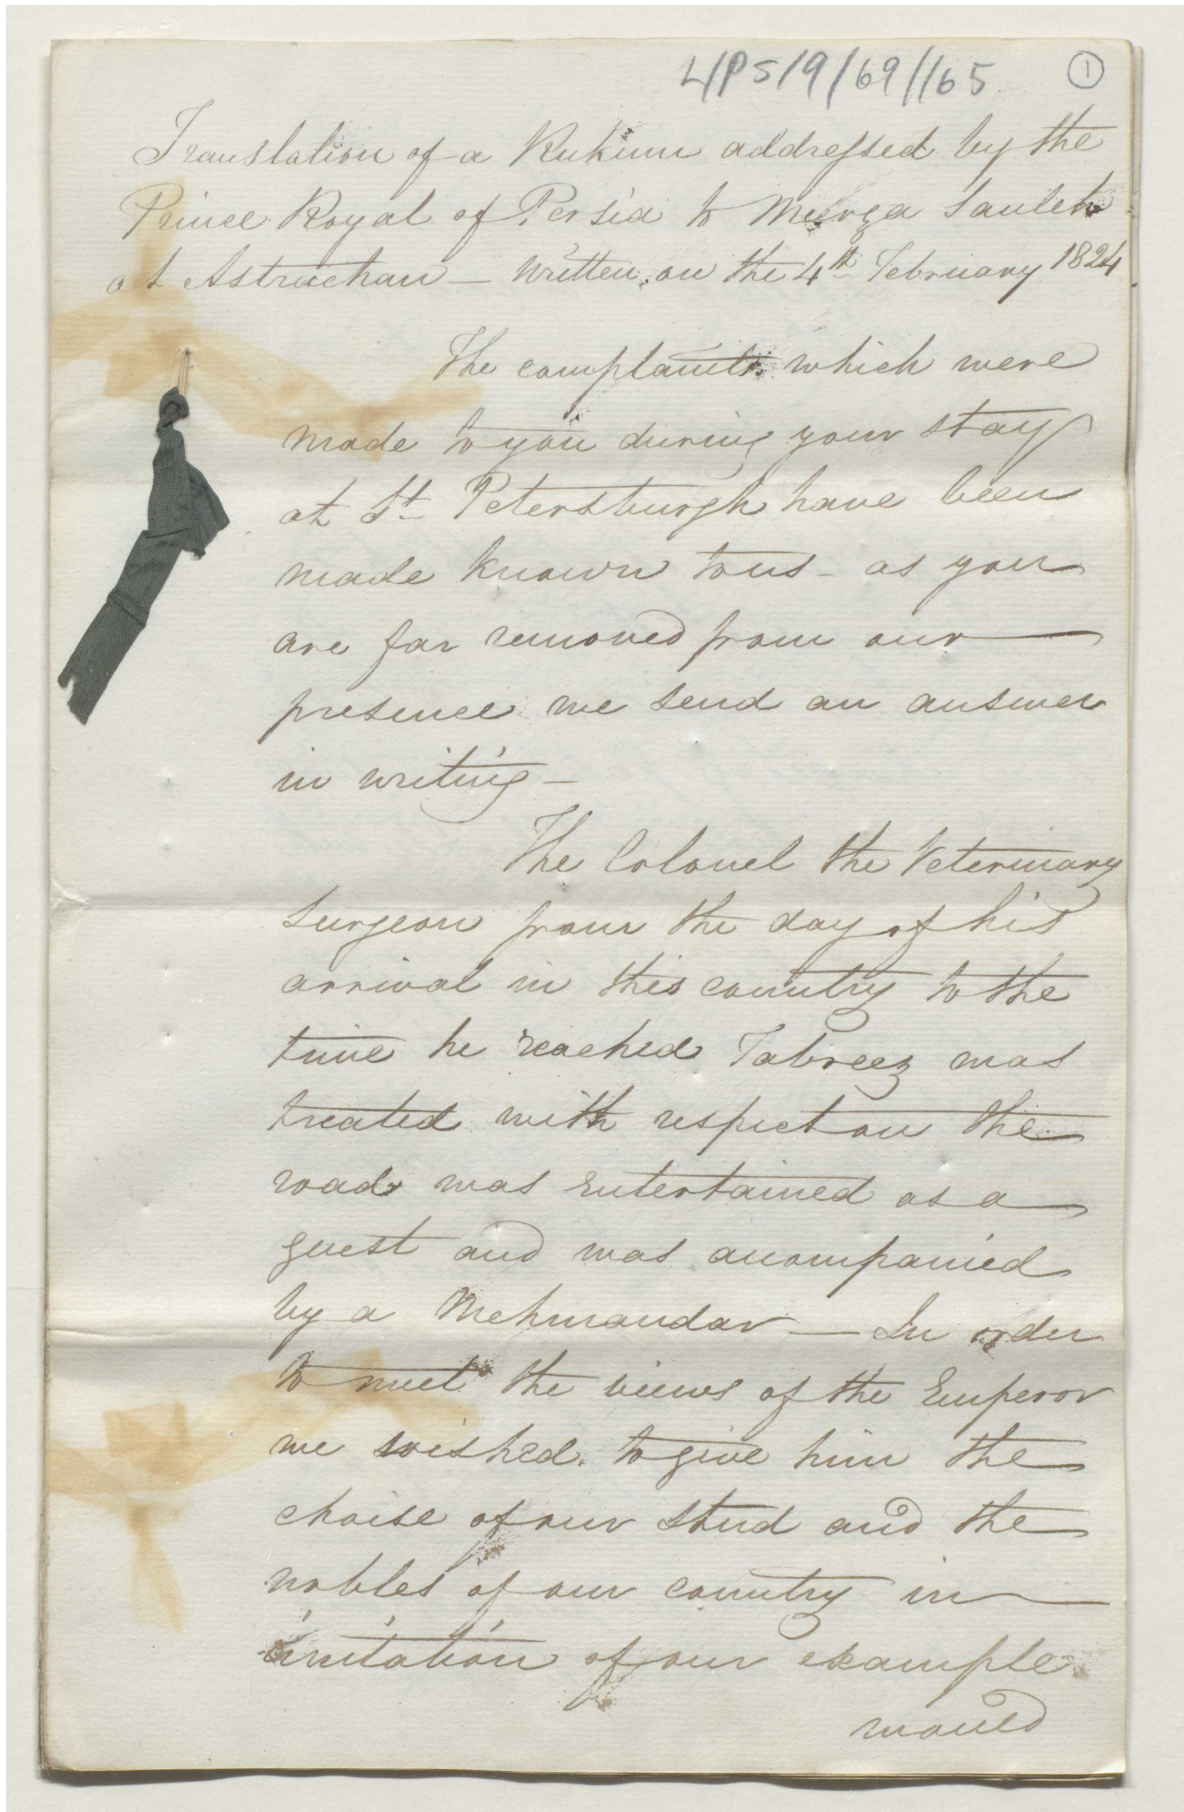 L/PS/9/69/165 1
Translation of a Rukum addressed by the
Prince Royal of Persia to Meerza Sauleh
at Astrachan — written on the 4th February 1824
The complaints which were
made to you during your stay
at St Petersburgh have been
made known to us – as you
are far removed from our
presence we send an answer
in writing –
The Colonel the Veterinary
Surgeon from the day of his
arrival in this country to the
time he reached Tabreez was
treated with respect on the
road was entertained as a
guest and was acompanied
by a Mehmandar — In order
to meet the views of the Emperor
we wished to give him the
choise of our Stud and the
nobles of our country in
imitation of our example
would